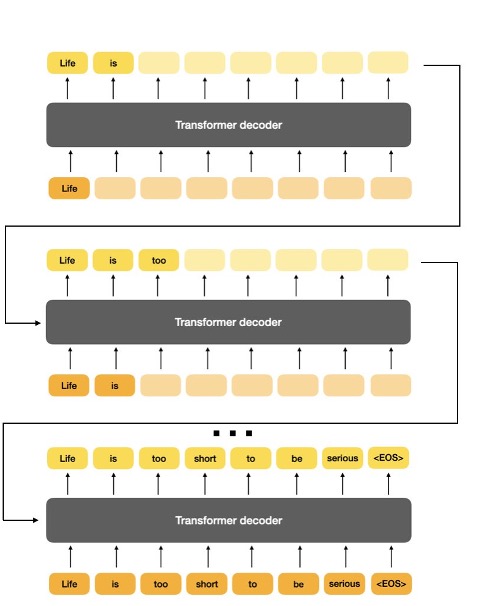 Life is
Transformer decoder
Life
Life is too
Transformer decoder
Life is
Life is too short to be serious <EOS>
Transformer decoder
Life is too short to be serious <EOS>